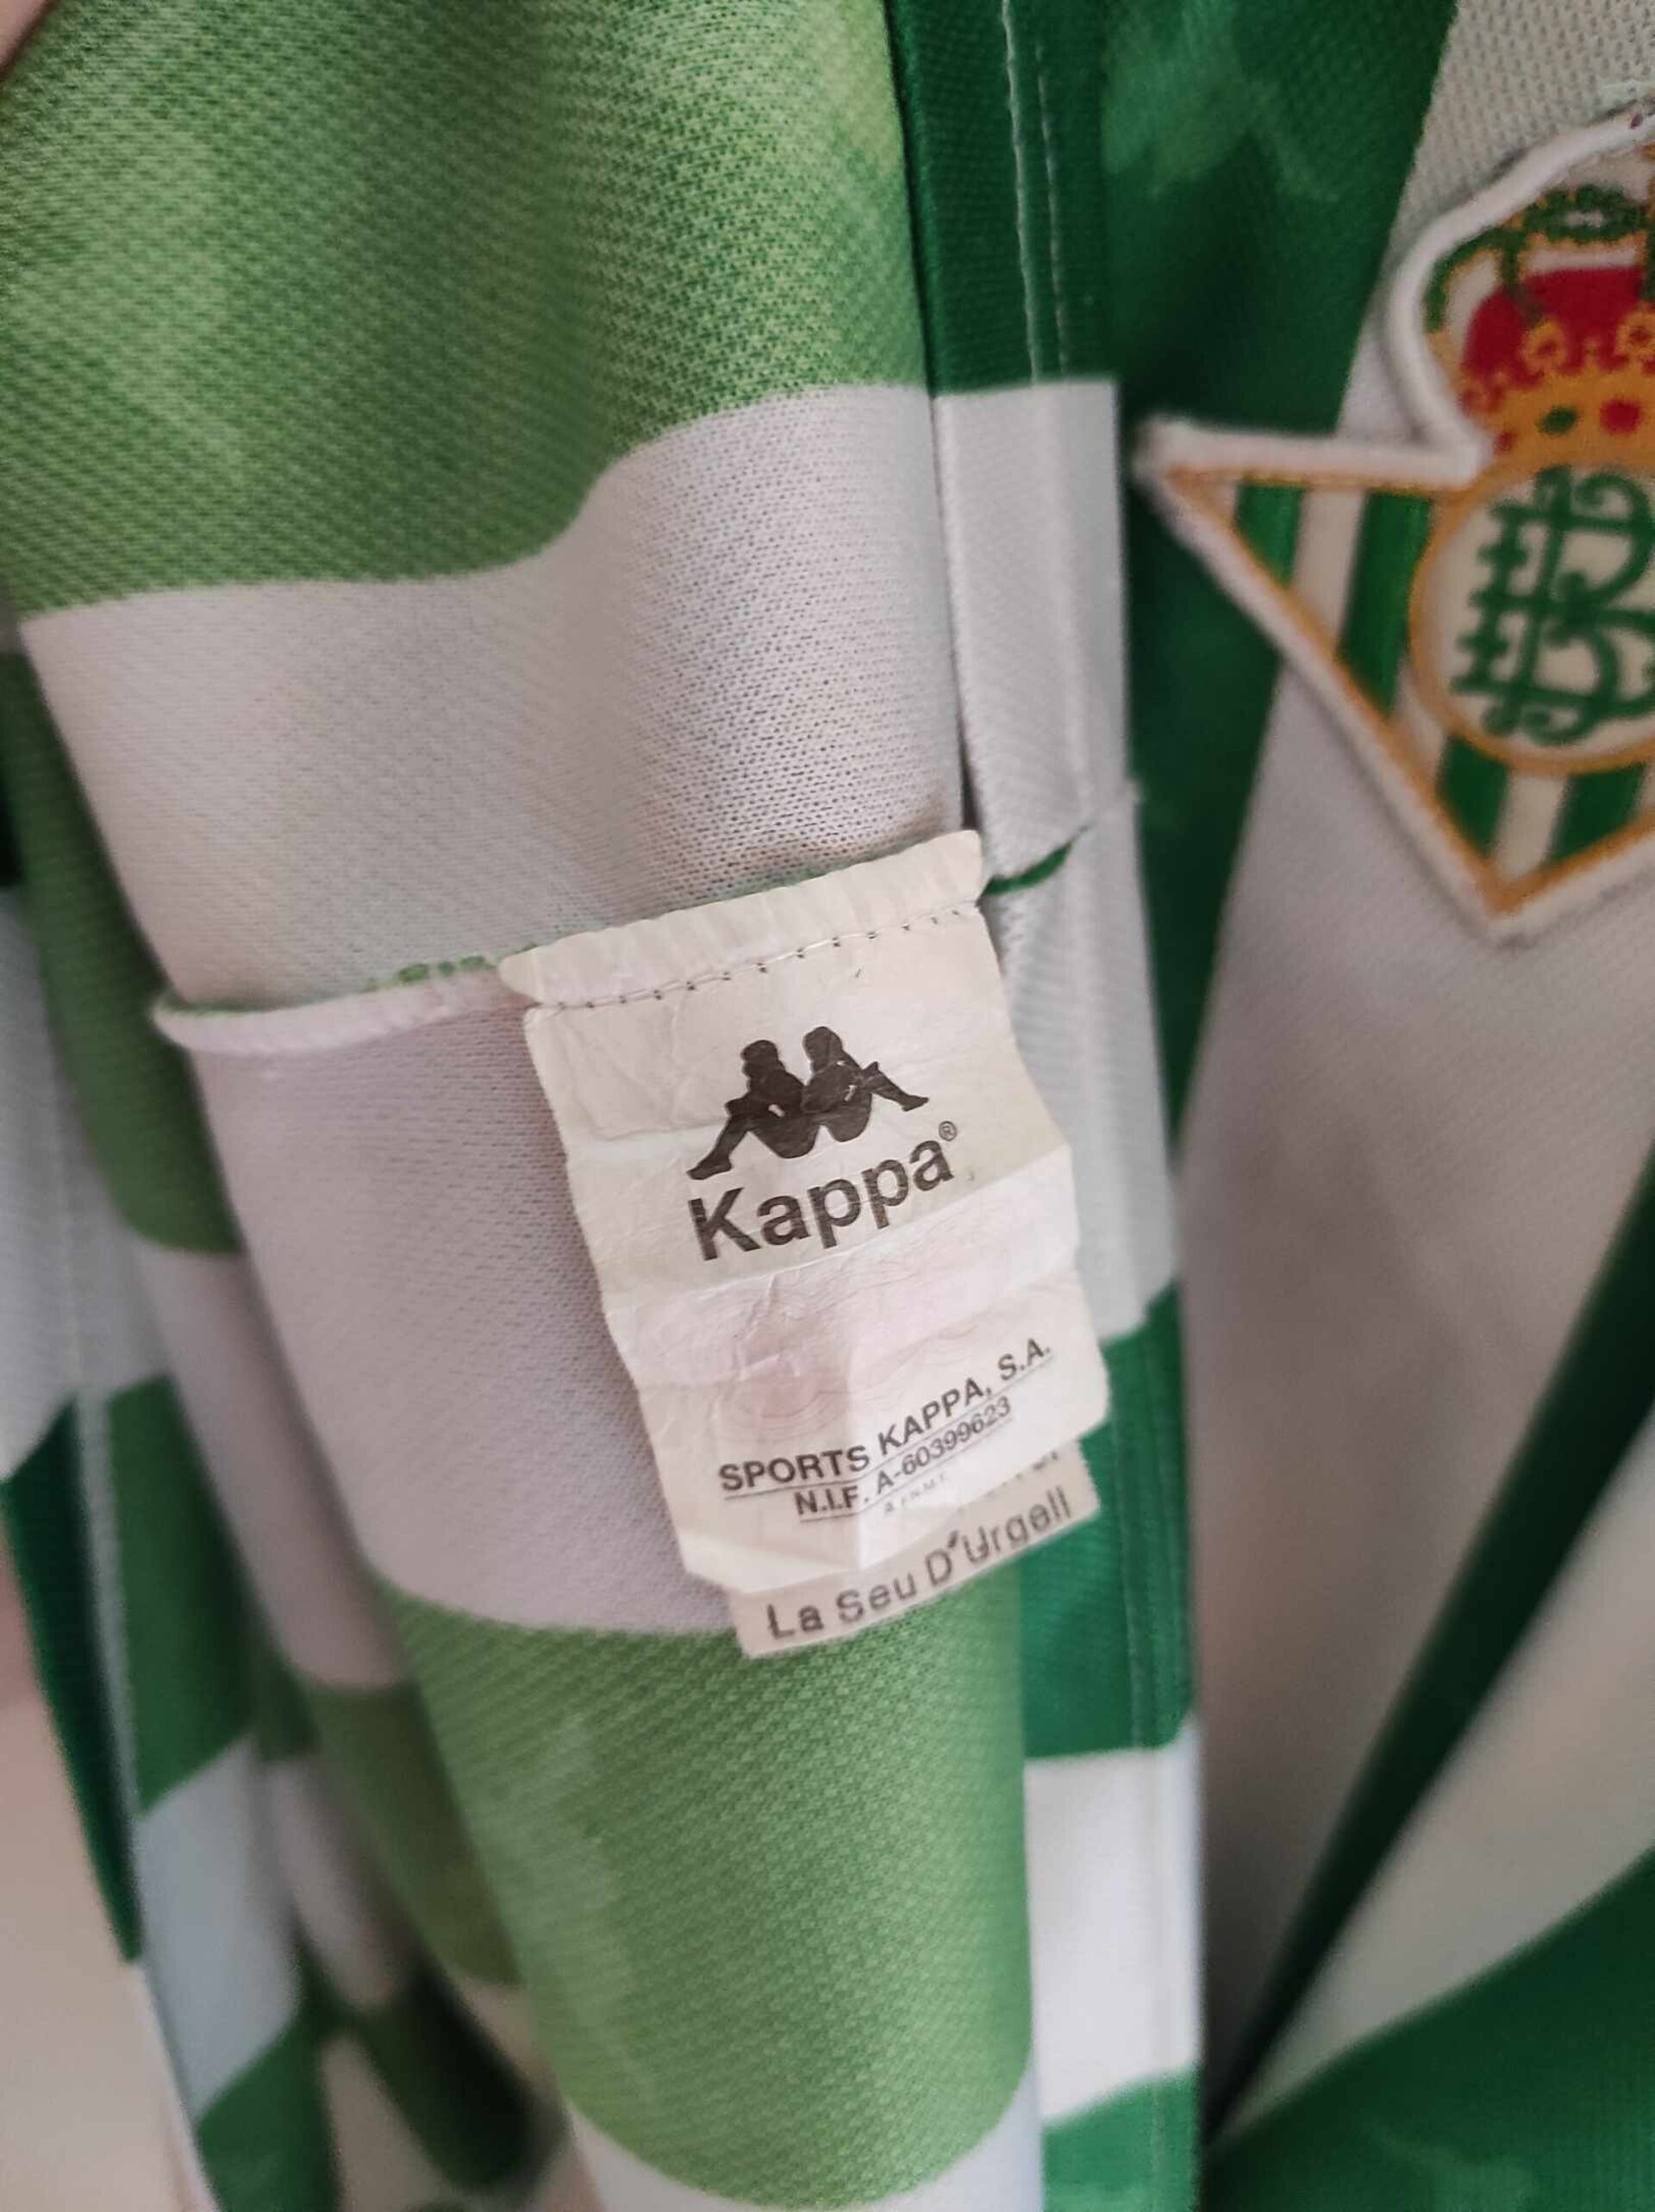 Kappa®
SPORTS KAPPA, S.A.
N.I.F. A-60399623
La Seu D'Urgell